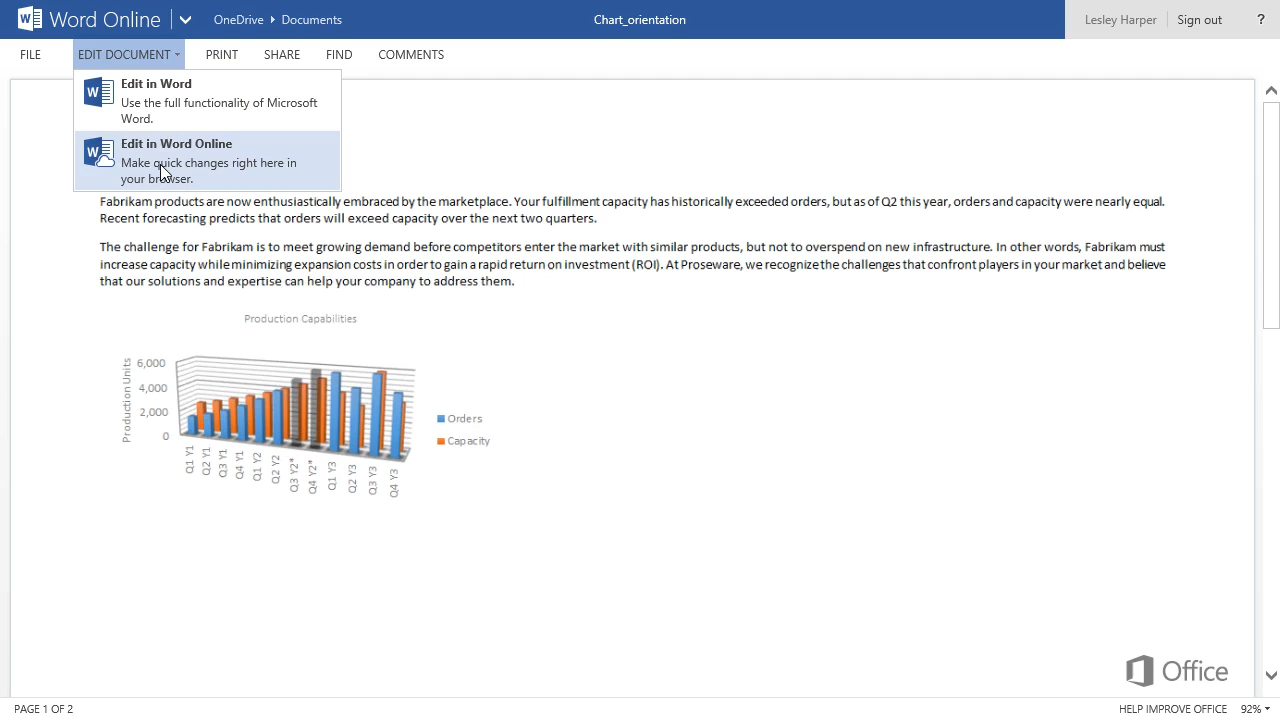 Word Online
OneDrive ▸ Documents
Chart_orientation
Lesley Harper
Sign out
?
FILE
EDIT DOCUMENT
PRINT
SHARE
FIND
COMMENTS
Edit in Word
Use the full functionality of Microsoft
Word.
Edit in Word Online
Make quick changes right here in
your browser.
Fabrikam products are now enthusiastically embraced by the marketplace. Your fulfillment capacity has historically exceeded orders, but as of Q2 this year, orders and capacity were nearly equal.
Recent forecasting predicts that orders will exceed capacity over the next two quarters.
The challenge for Fabrikam is to meet growing demand before competitors enter the market with similar products, but not to overspend on new infrastructure. In other words, Fabrikam must
increase capacity while minimizing expansion costs in order to gain a rapid return on investment (ROI). At Proseware, we recognize the challenges that confront players in your market and believe
that our solutions and expertise can help your company to address them.
Production Capabilities
Production Units
6,000
4,000
2,000
0
Q1 Y1
Q2 Y1
Q3 Y1
Q4 Y1
Q1 Y2
Q2 Y2
Q3 Y2*
Q4 Y2*
Q1 Y3
Q2 Y3
Q3 Y3
Q4 Y3
Orders
Capacity
Office
PAGE 1 OF 2
HELP IMPROVE OFFICE
92%